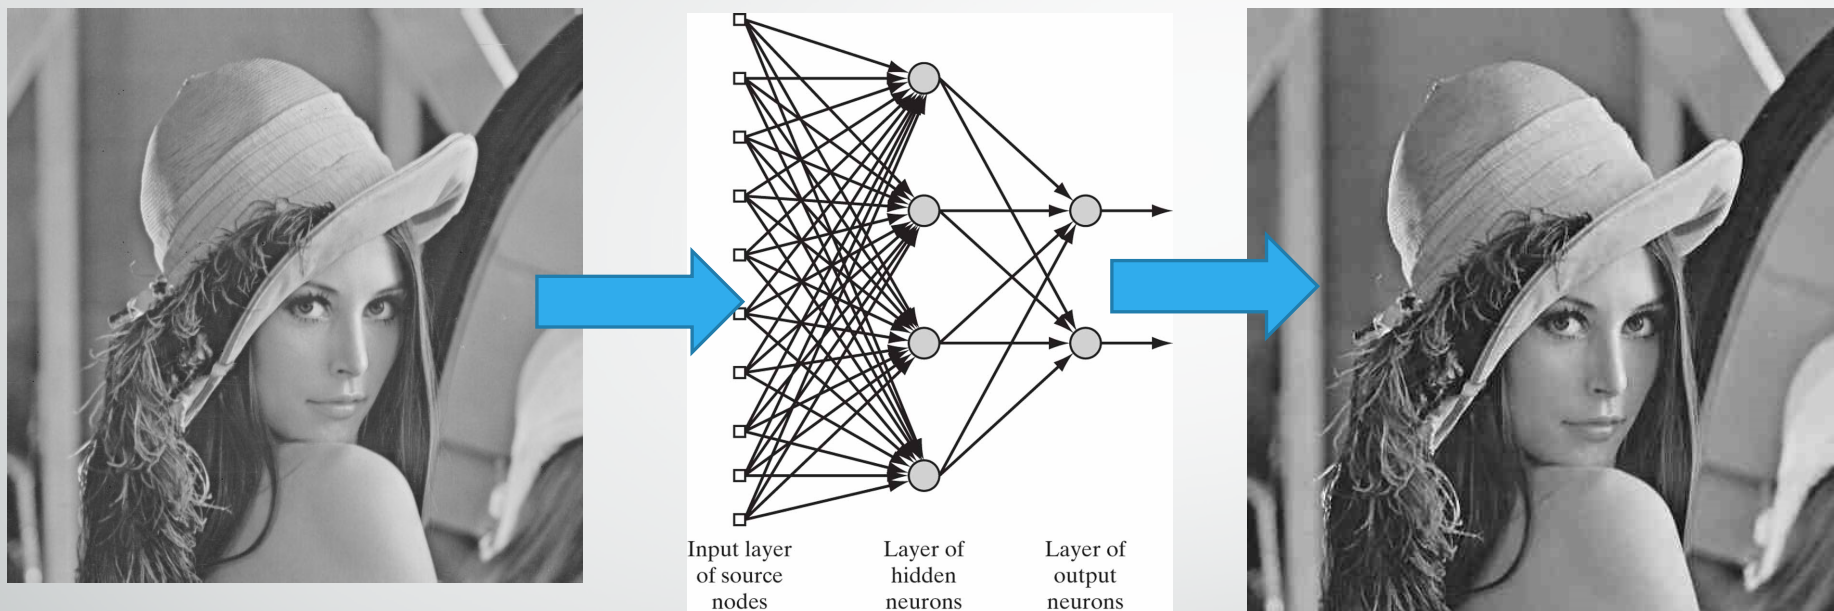 Input layer
of source
nodes
Layer of
hidden
neurons
Layer of
output
neurons